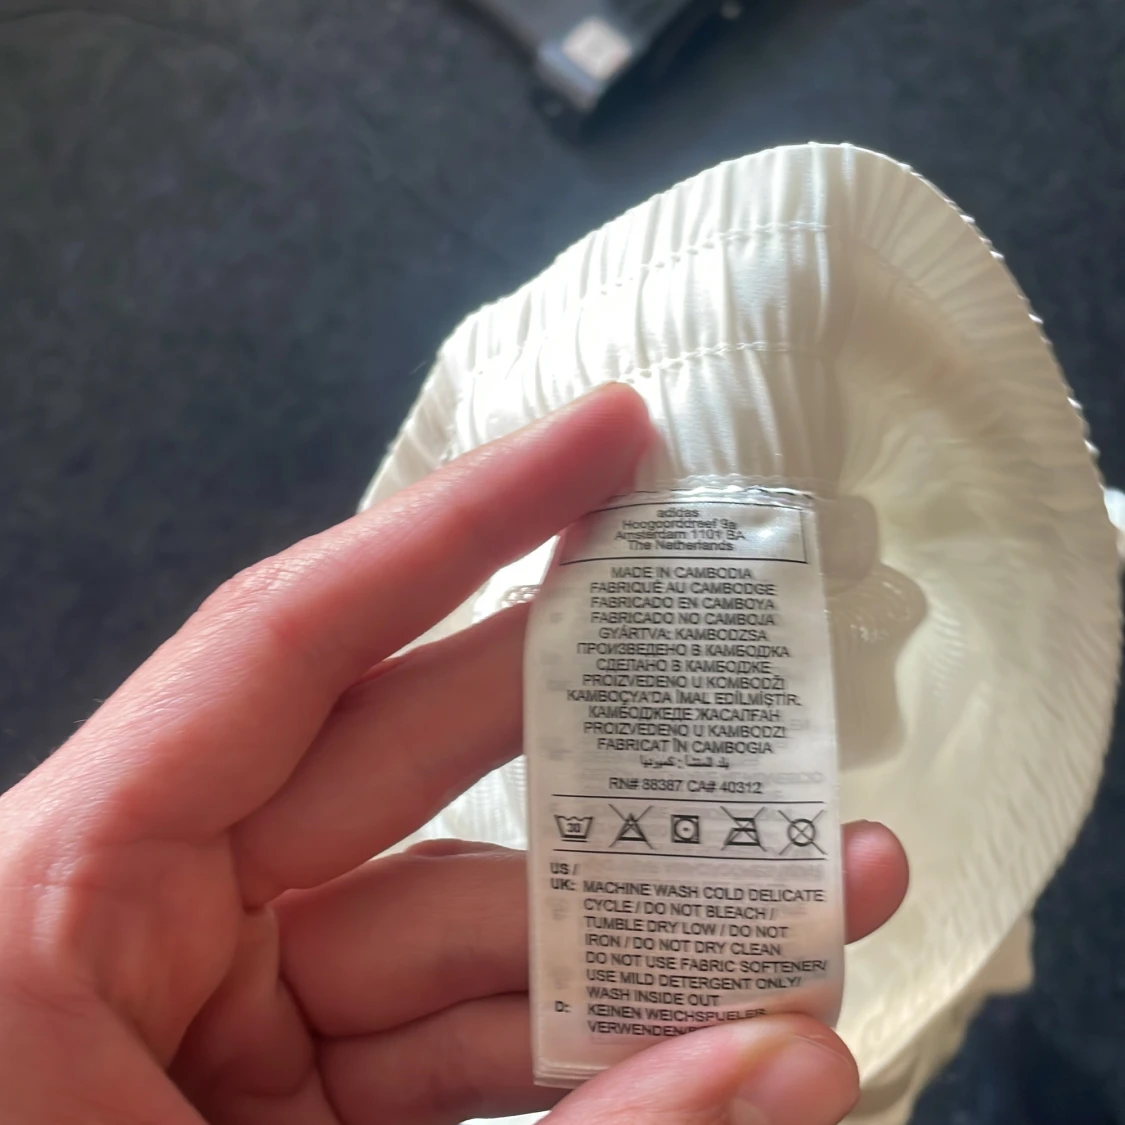 adidas
Hoogoorddreef 9a
Amsterdam 1101 BA
The Netherlands
MADE IN CAMBODIA
FABRIQUÉ AU CAMBODGE
FABRICADO EN CAMBOYA
FABRICADO NO CAMBOJA
GYÁRTVA: KAMBODZSA
ПРОИЗВЕДЕНО В КАМБОДЖА
СДЕЛАНО В КАМБОДЖЕ
PROIZVEDENO U KOMBODŽI
KAMBOÇYA'DA İMAL EDİLMİŞTİR.
КАМБОДЖЕДЕ ЖАСАЛҒАН
PROIZVEDENO U KAMBODZI
FABRICAT ÎN CAMBOGIA
بلد المنشأ : كمبوديا
RN# 88387 CA# 40312
30
US /
UK: MACHINE WASH COLD DELICATE
CYCLE / DO NOT BLEACH /
TUMBLE DRY LOW / DO NOT
IRON / DO NOT DRY CLEAN
DO NOT USE FABRIC SOFTENER/
USE MILD DETERGENT ONLY/
WASH INSIDE OUT
D: KEINEN WEICHSPUELER
VERWENDEN/